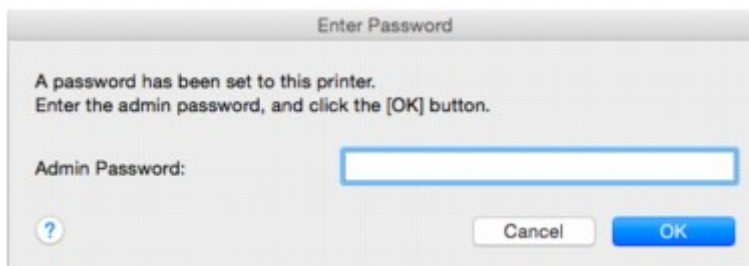 Enter Password
A password has been set to this printer.
Enter the admin password, and click the [OK] button.
Admin Password:
? Cancel OK